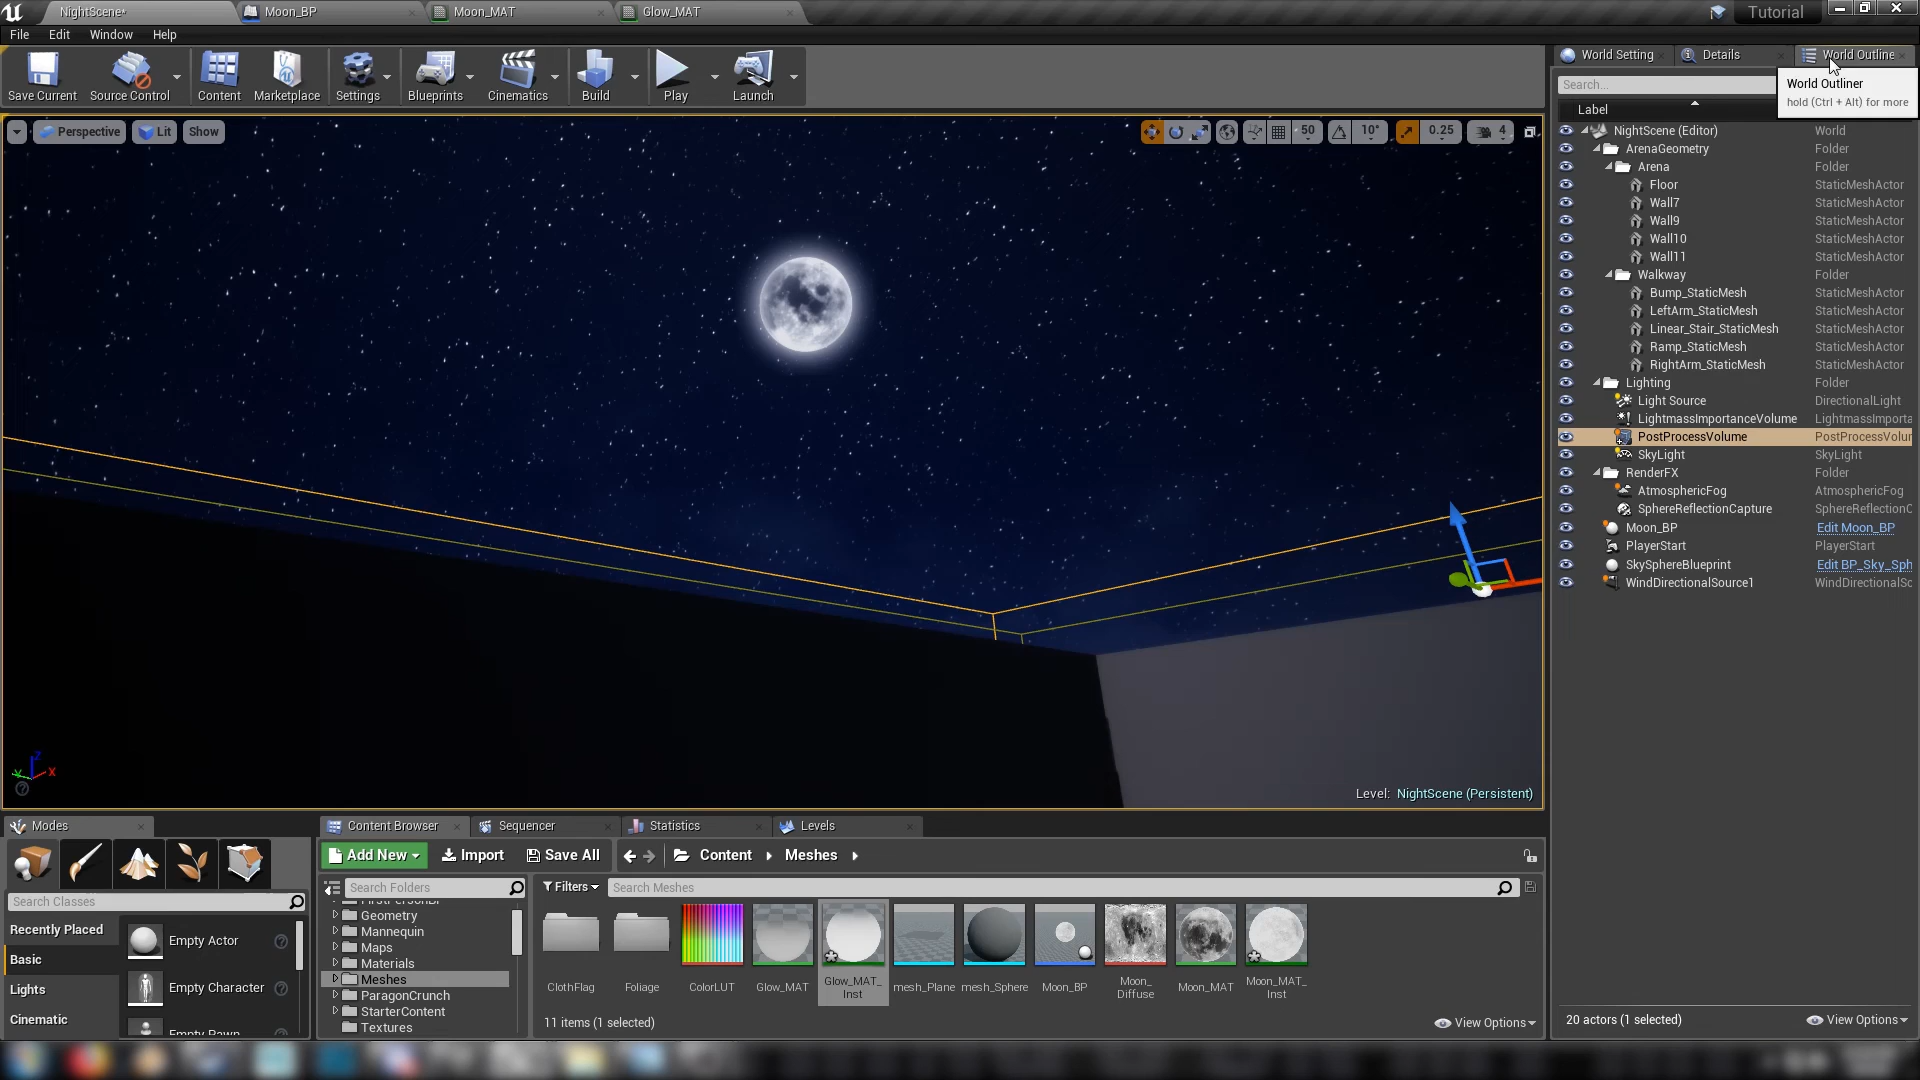 NightScene*
Moon_BP
Moon_MAT
Glow_MAT
Tutorial
File Edit Window Help
Save Current
Source Control
Content
Marketplace
Settings
Blueprints
Cinematics
Build
Play
Launch
World Setting
Details
World Outline
Search...
World Outliner
hold (Ctrl + Alt) for more
Label
Perspective
Lit
Show
50
10°
0.25
4
NightScene (Editor) World
ArenaGeometry Folder
Arena Folder
Floor StaticMeshActor
Wall7 StaticMeshActor
Wall9 StaticMeshActor
Wall10 StaticMeshActor
Wall11 StaticMeshActor
Walkway Folder
Bump_StaticMesh StaticMeshActor
LeftArm_StaticMesh StaticMeshActor
Linear_Stair_StaticMesh StaticMeshActor
Ramp_StaticMesh StaticMeshActor
RightArm_StaticMesh StaticMeshActor
Lighting Folder
Light Source DirectionalLight
LightmassImportanceVolume LightmassImporta
PostProcessVolume PostProcessVolur
SkyLight SkyLight
RenderFX Folder
AtmosphericFog AtmosphericFog
SphereReflectionCapture SphereReflectionC
Moon_BP Edit Moon_BP
PlayerStart PlayerStart
SkySphereBlueprint Edit BP_Sky_Sph
WindDirectionalSource1 WindDirectionalSc
Z
Y X
Level: NightScene (Persistent)
Modes
Search Classes
Recently Placed
Basic
Lights
Cinematic
Empty Actor
Empty Character
Empty Pawn
Content Browser
Sequencer
Statistics
Levels
Add New
Import
Save All
Content
Meshes
Search Folders
Filters
Search Meshes
FirstPersonBP
Geometry
Mannequin
Maps
Materials
Meshes
ParagonCrunch
StarterContent
Textures
ClothFlag
Foliage
ColorLUT
Glow_MAT
Glow_MAT_
Inst
mesh_Plane
mesh_Sphere
Moon_BP
Moon_
Diffuse
Moon_MAT
Moon_MAT_
Inst
11 items (1 selected)
View Options
20 actors (1 selected)
View Options